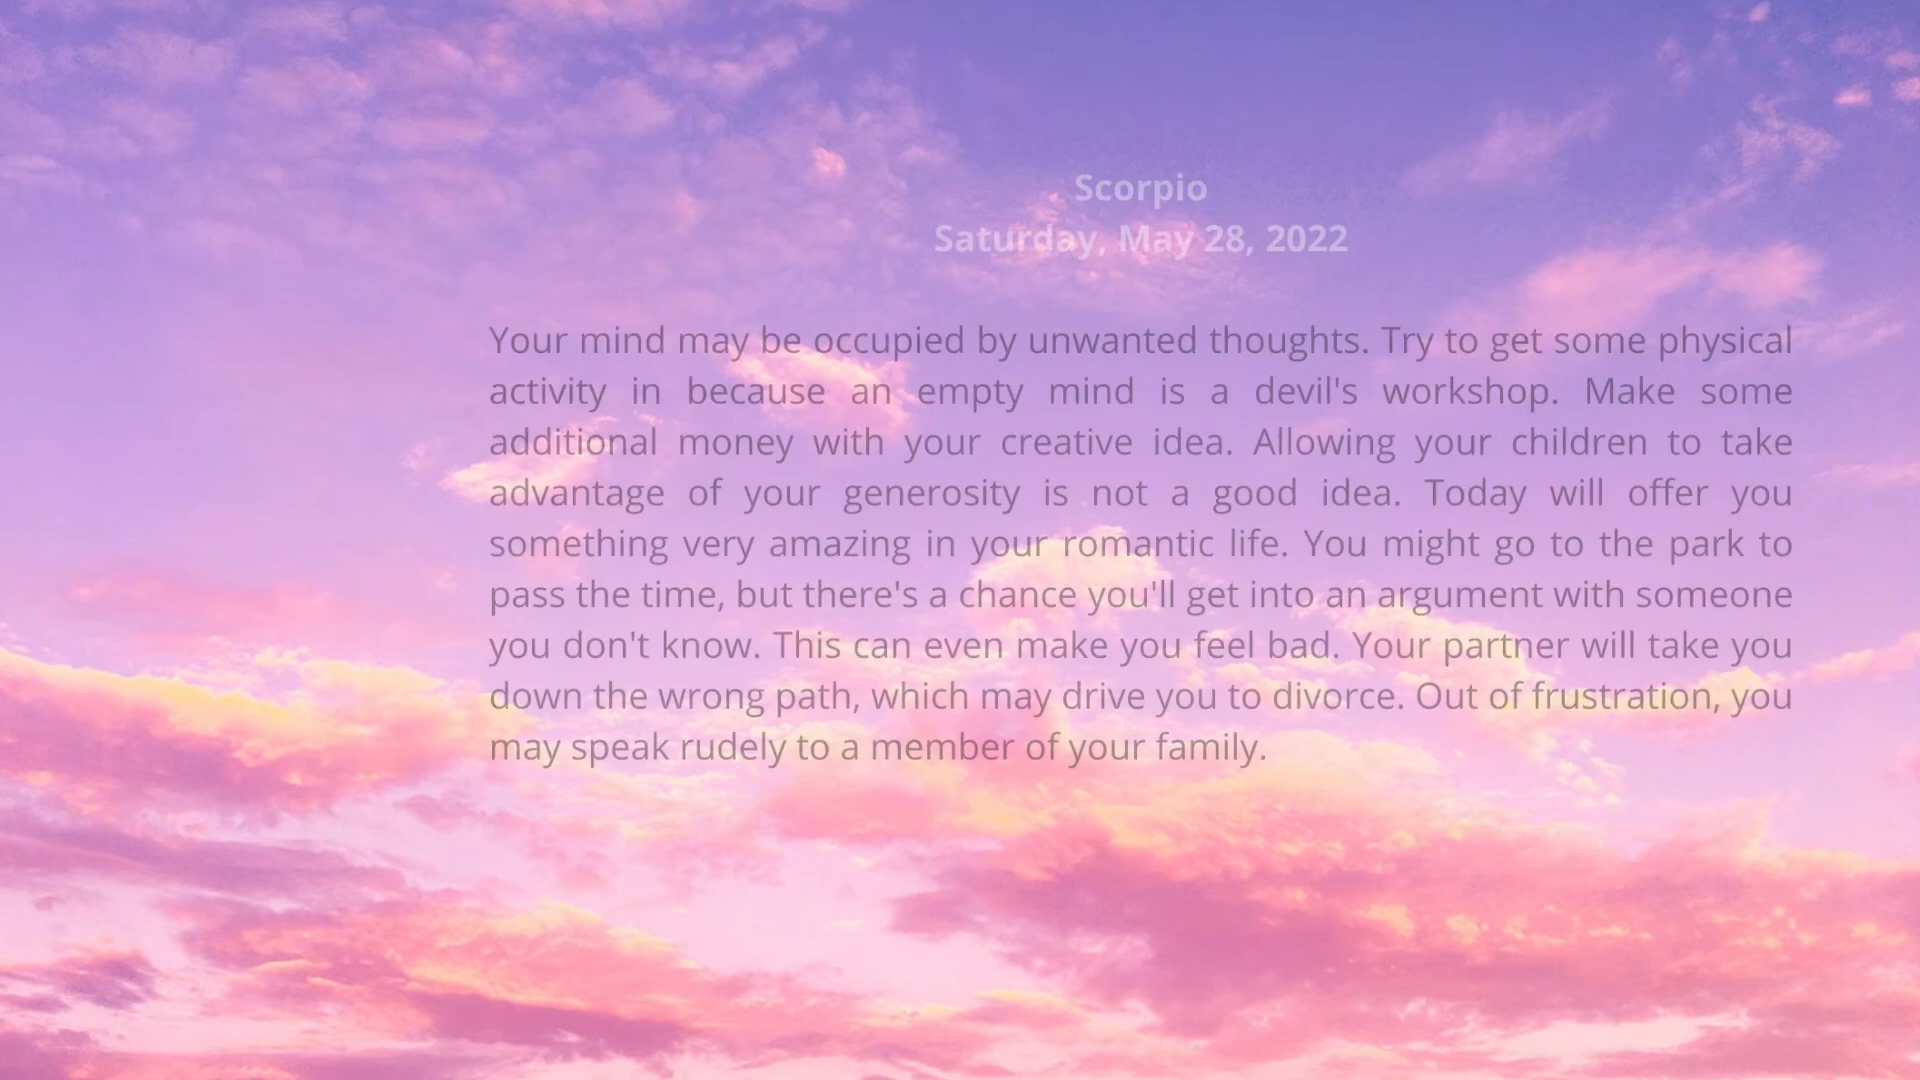 Scorpio
Saturday, May 28, 2022
Your mind may be occupied by unwanted thoughts. Try to get some physical
activity in because an empty mind is a devil's workshop. Make some
additional money with your creative idea. Allowing your children to take
advantage of your generosity is not a good idea. Today will offer you
something very amazing in your romantic life. You might go to the park to
pass the time, but there's a chance you'll get into an argument with someone
you don't know. This can even make you feel bad. Your partner will take you
down the wrong path, which may drive you to divorce. Out of frustration, you
may speak rudely to a member of your family.